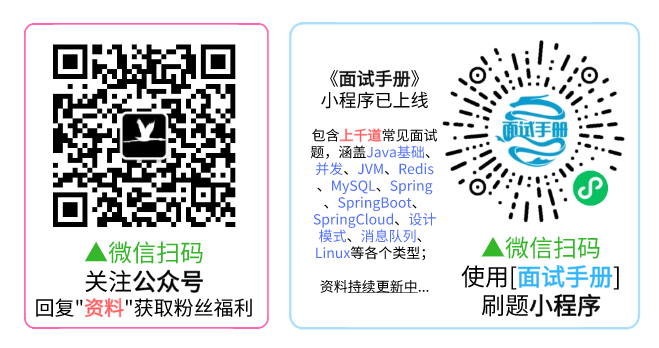 ▲微信扫码
关注公众号
回复"资料"获取粉丝福利
《面试手册》
小程序已上线
包含上千道常见面试
题，涵盖Java基础、
并发、JVM、Redis
、MySQL、Spring
、SpringBoot、
SpringCloud、设计
模式、消息队列、
Linux等各个类型；
资料持续更新中...
面试手册
▲微信扫码
使用[面试手册]
刷题小程序